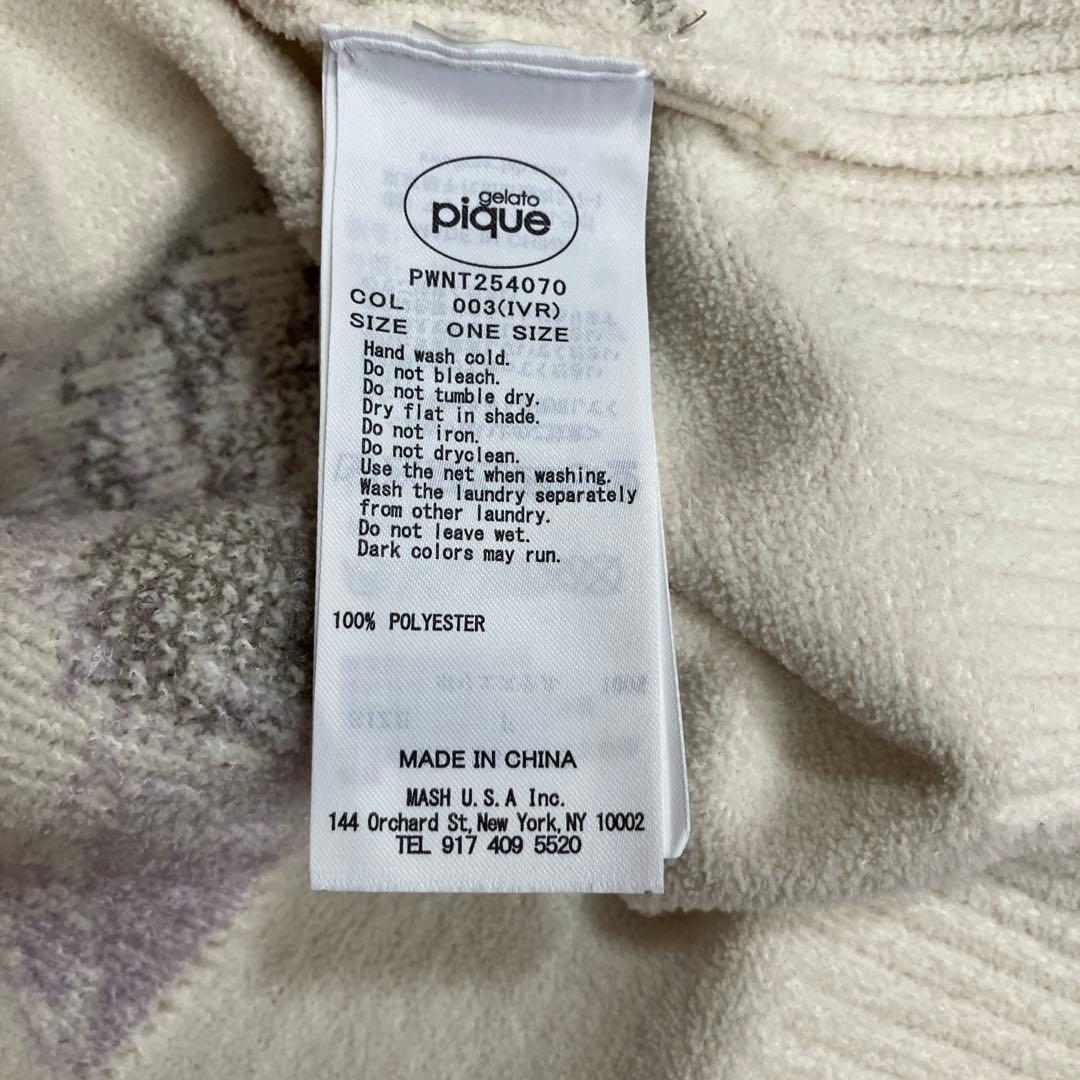 gelato
pique
PWNT254070
COL 003(IVR)
SIZE ONE SIZE
Hand wash cold.
Do not bleach.
Do not tumble dry.
Dry flat in shade.
Do not iron.
Do not dryclean.
Use the net when washing.
Wash the laundry separately
from other laundry.
Do not leave wet.
Dark colors may run.
100% POLYESTER
MADE IN CHINA
MASH U.S.A Inc.
144 Orchard St, New York, NY 10002
TEL 917 409 5520